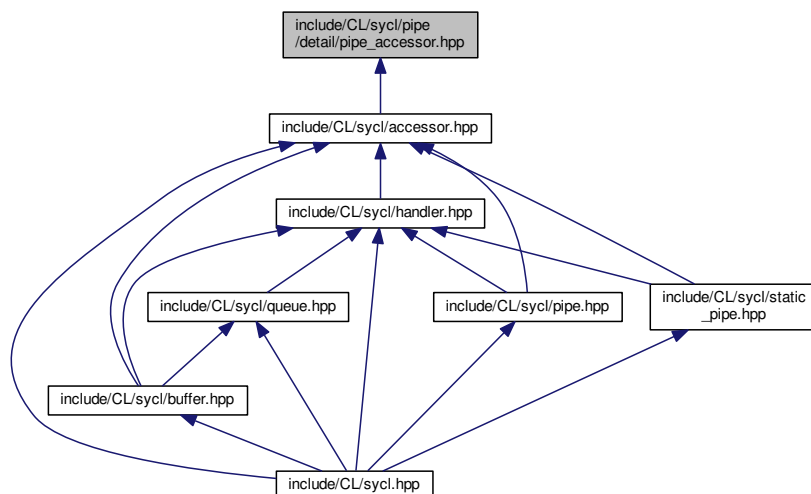 include/CL/sycl/pipe
/detail/pipe_accessor.hpp
include/CL/sycl/accessor.hpp
include/CL/sycl/handler.hpp
include/CL/sycl/queue.hpp
include/CL/sycl/pipe.hpp
include/CL/sycl/static
_pipe.hpp
include/CL/sycl/buffer.hpp
include/CL/sycl.hpp